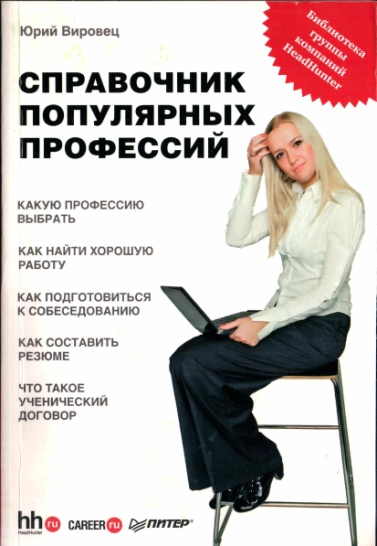 Юрий Вировец
Библиотека
группы
компаний
HeadHunter
СПРАВОЧНИК
ПОПУЛЯРНЫХ
ПРОФЕССИЙ
КАКУЮ ПРОФЕССИЮ
ВЫБРАТЬ
КАК НАЙТИ ХОРОШУЮ
РАБОТУ
КАК ПОДГОТОВИТЬСЯ
К СОБЕСЕДОВАНИЮ
КАК СОСТАВИТЬ
РЕЗЮМЕ
ЧТО ТАКОЕ
УЧЕНИЧЕСКИЙ
ДОГОВОР
hh ru
HeadHunter
CAREER ru
ПИТЕР®